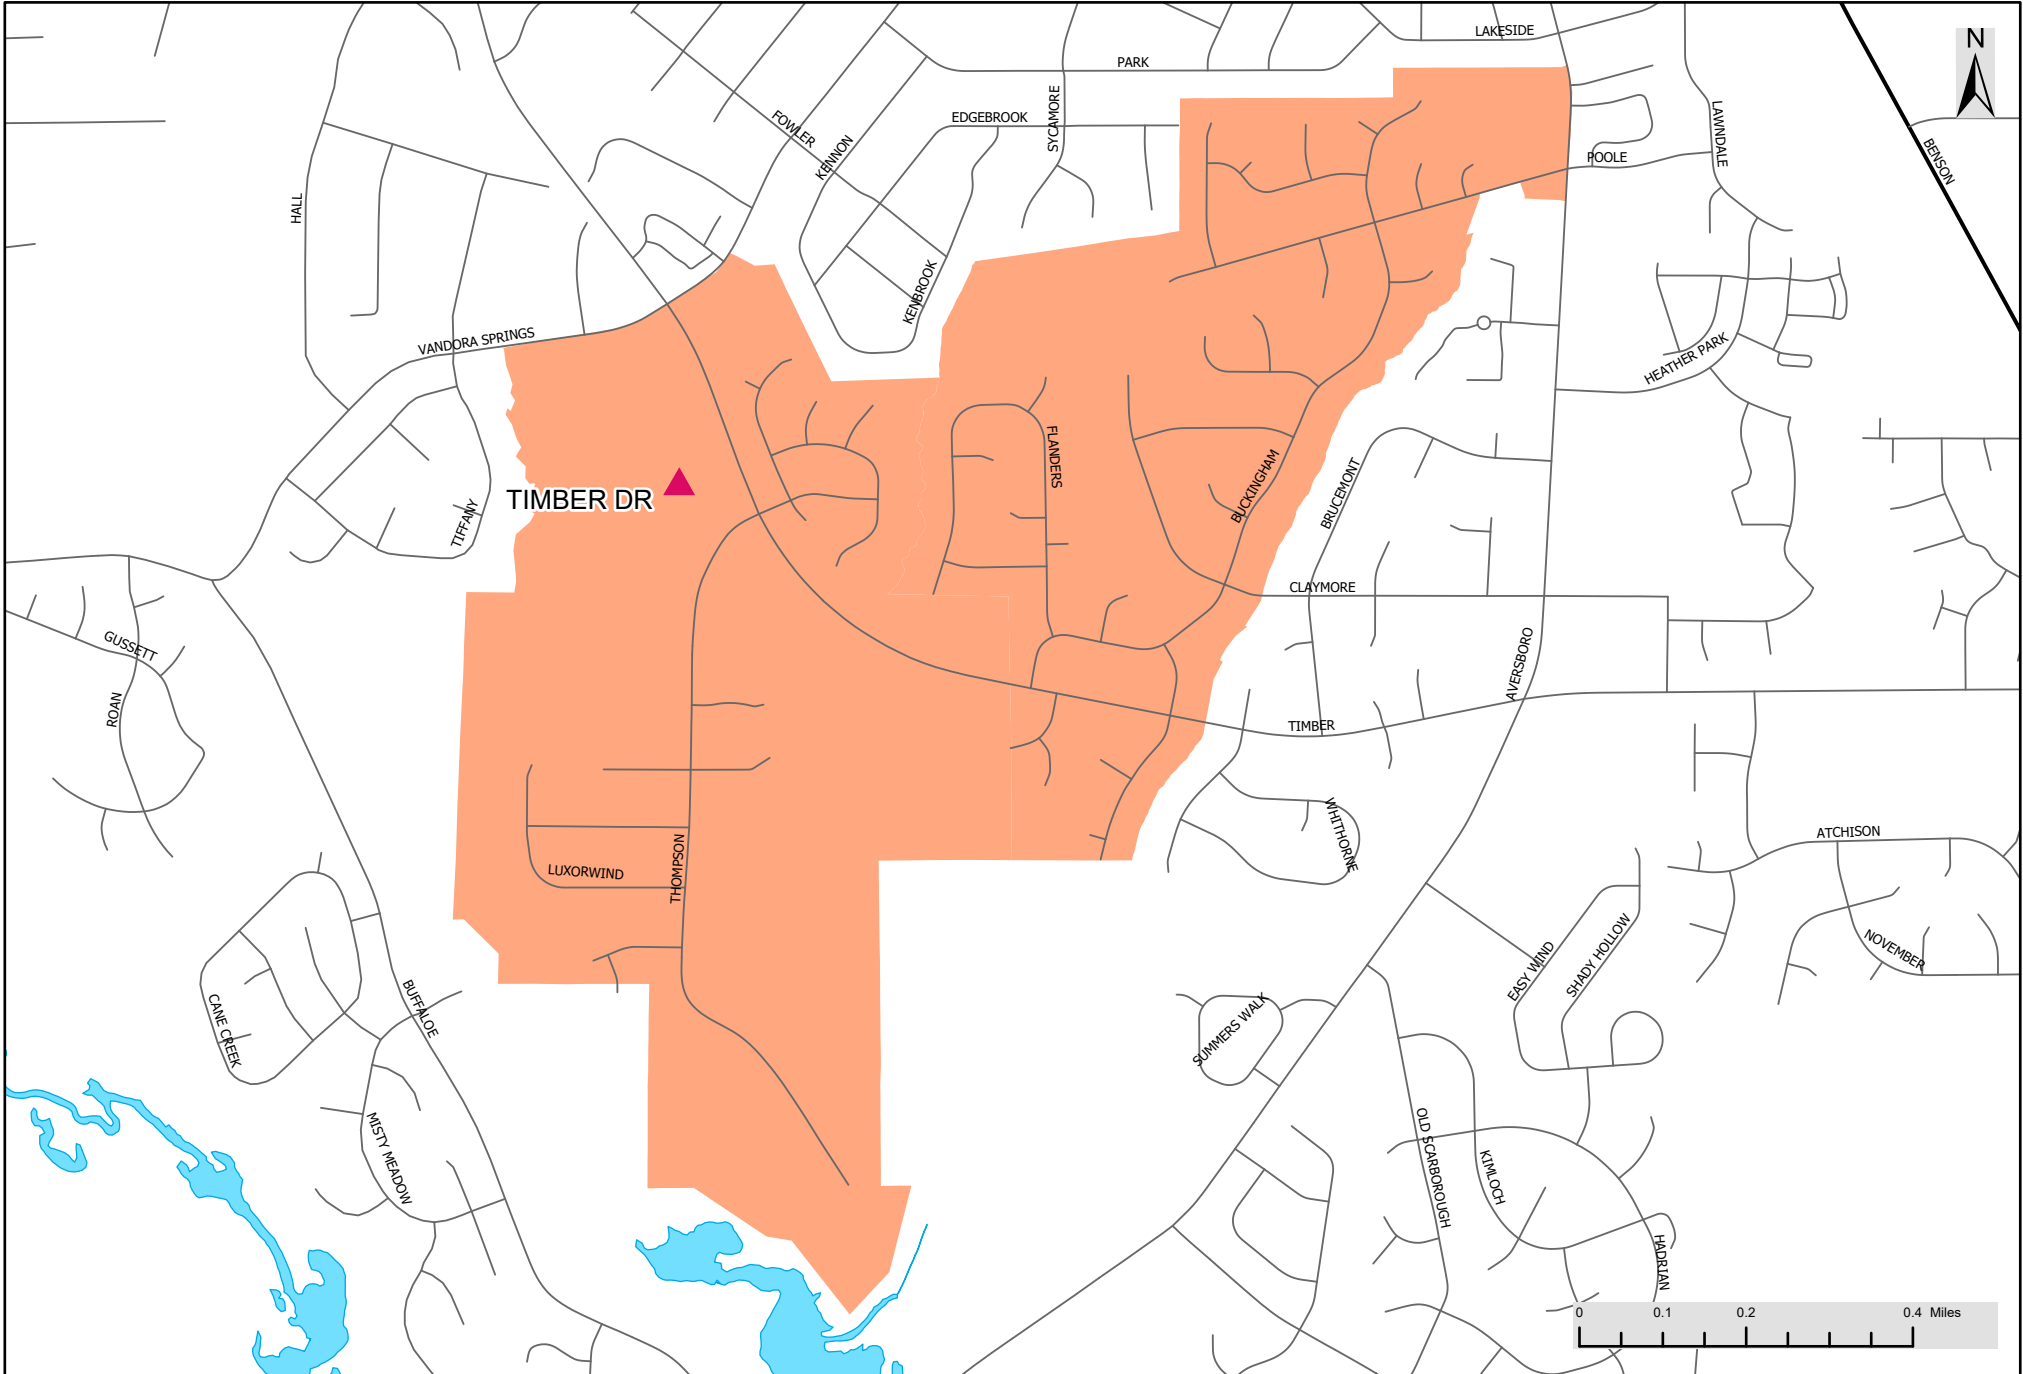 LAKESIDE
N
PARK
SYCAMORE
LAWNDALE
EDGEBROOK
FOWLER
KENNON
POOLE
BENSON
HALL
KENBROOK
VANDORA SPRINGS
HEATHER PARK
FLANDERS
BUCKINGHAM
BRUCEMONT
TIMBER DR
TIFFANY
CLAYMORE
GUSSETT
AVERSBORO
ROAN
TIMBER
WHITHORNE
ATCHISON
THOMPSON
LUXORWIND
NOVEMBER
EASY WIND
SHADY HOLLOW
CANE CREEK
BUFFALOE
SUMMERS WALK
MISTY MEADOW
OLD SCARBOROUGH
KIMLOCH
HADRIAN
0 0.1 0.2 0.4 Miles